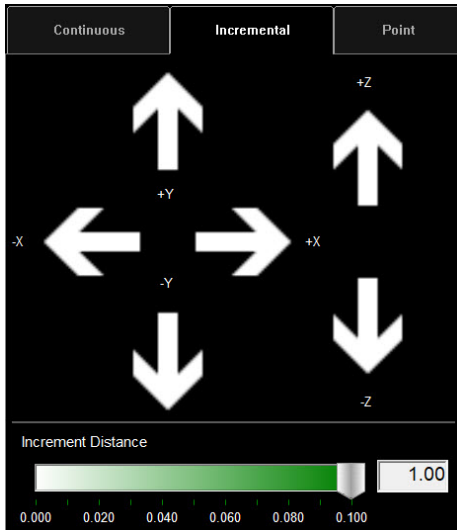 Continuous Incremental Point
+Z
+Y
-X +X
-Y
-Z
Increment Distance
1.00
0.000 0.020 0.040 0.060 0.080 0.100